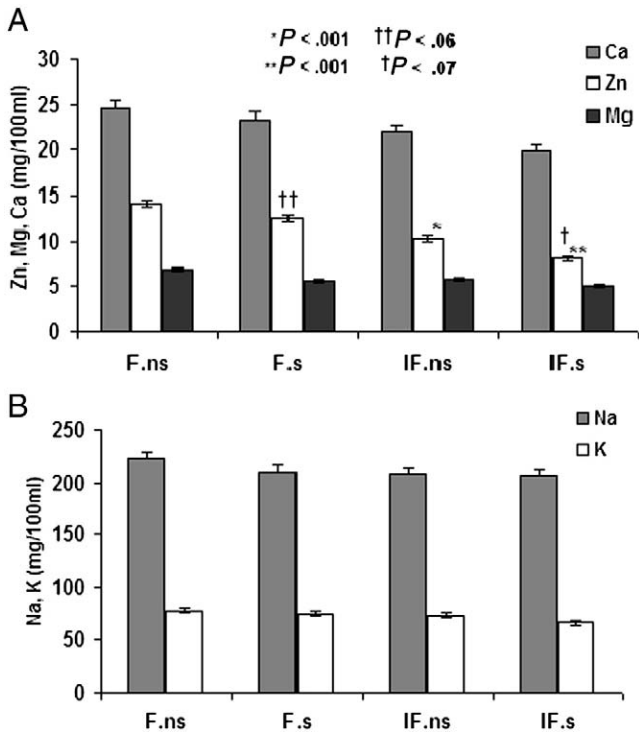 A
*P < .001 ††P < .06
**P < .001 †P < .07
Ca
Zn
Mg
Zn, Mg, Ca (mg/100ml)
30
25
20
15
10
5
0
††
*
†
**
F.ns F.s IF.ns IF.s
B
Na
K
Na, K (mg/100ml)
250
200
150
100
50
0
F.ns F.s IF.ns IF.s